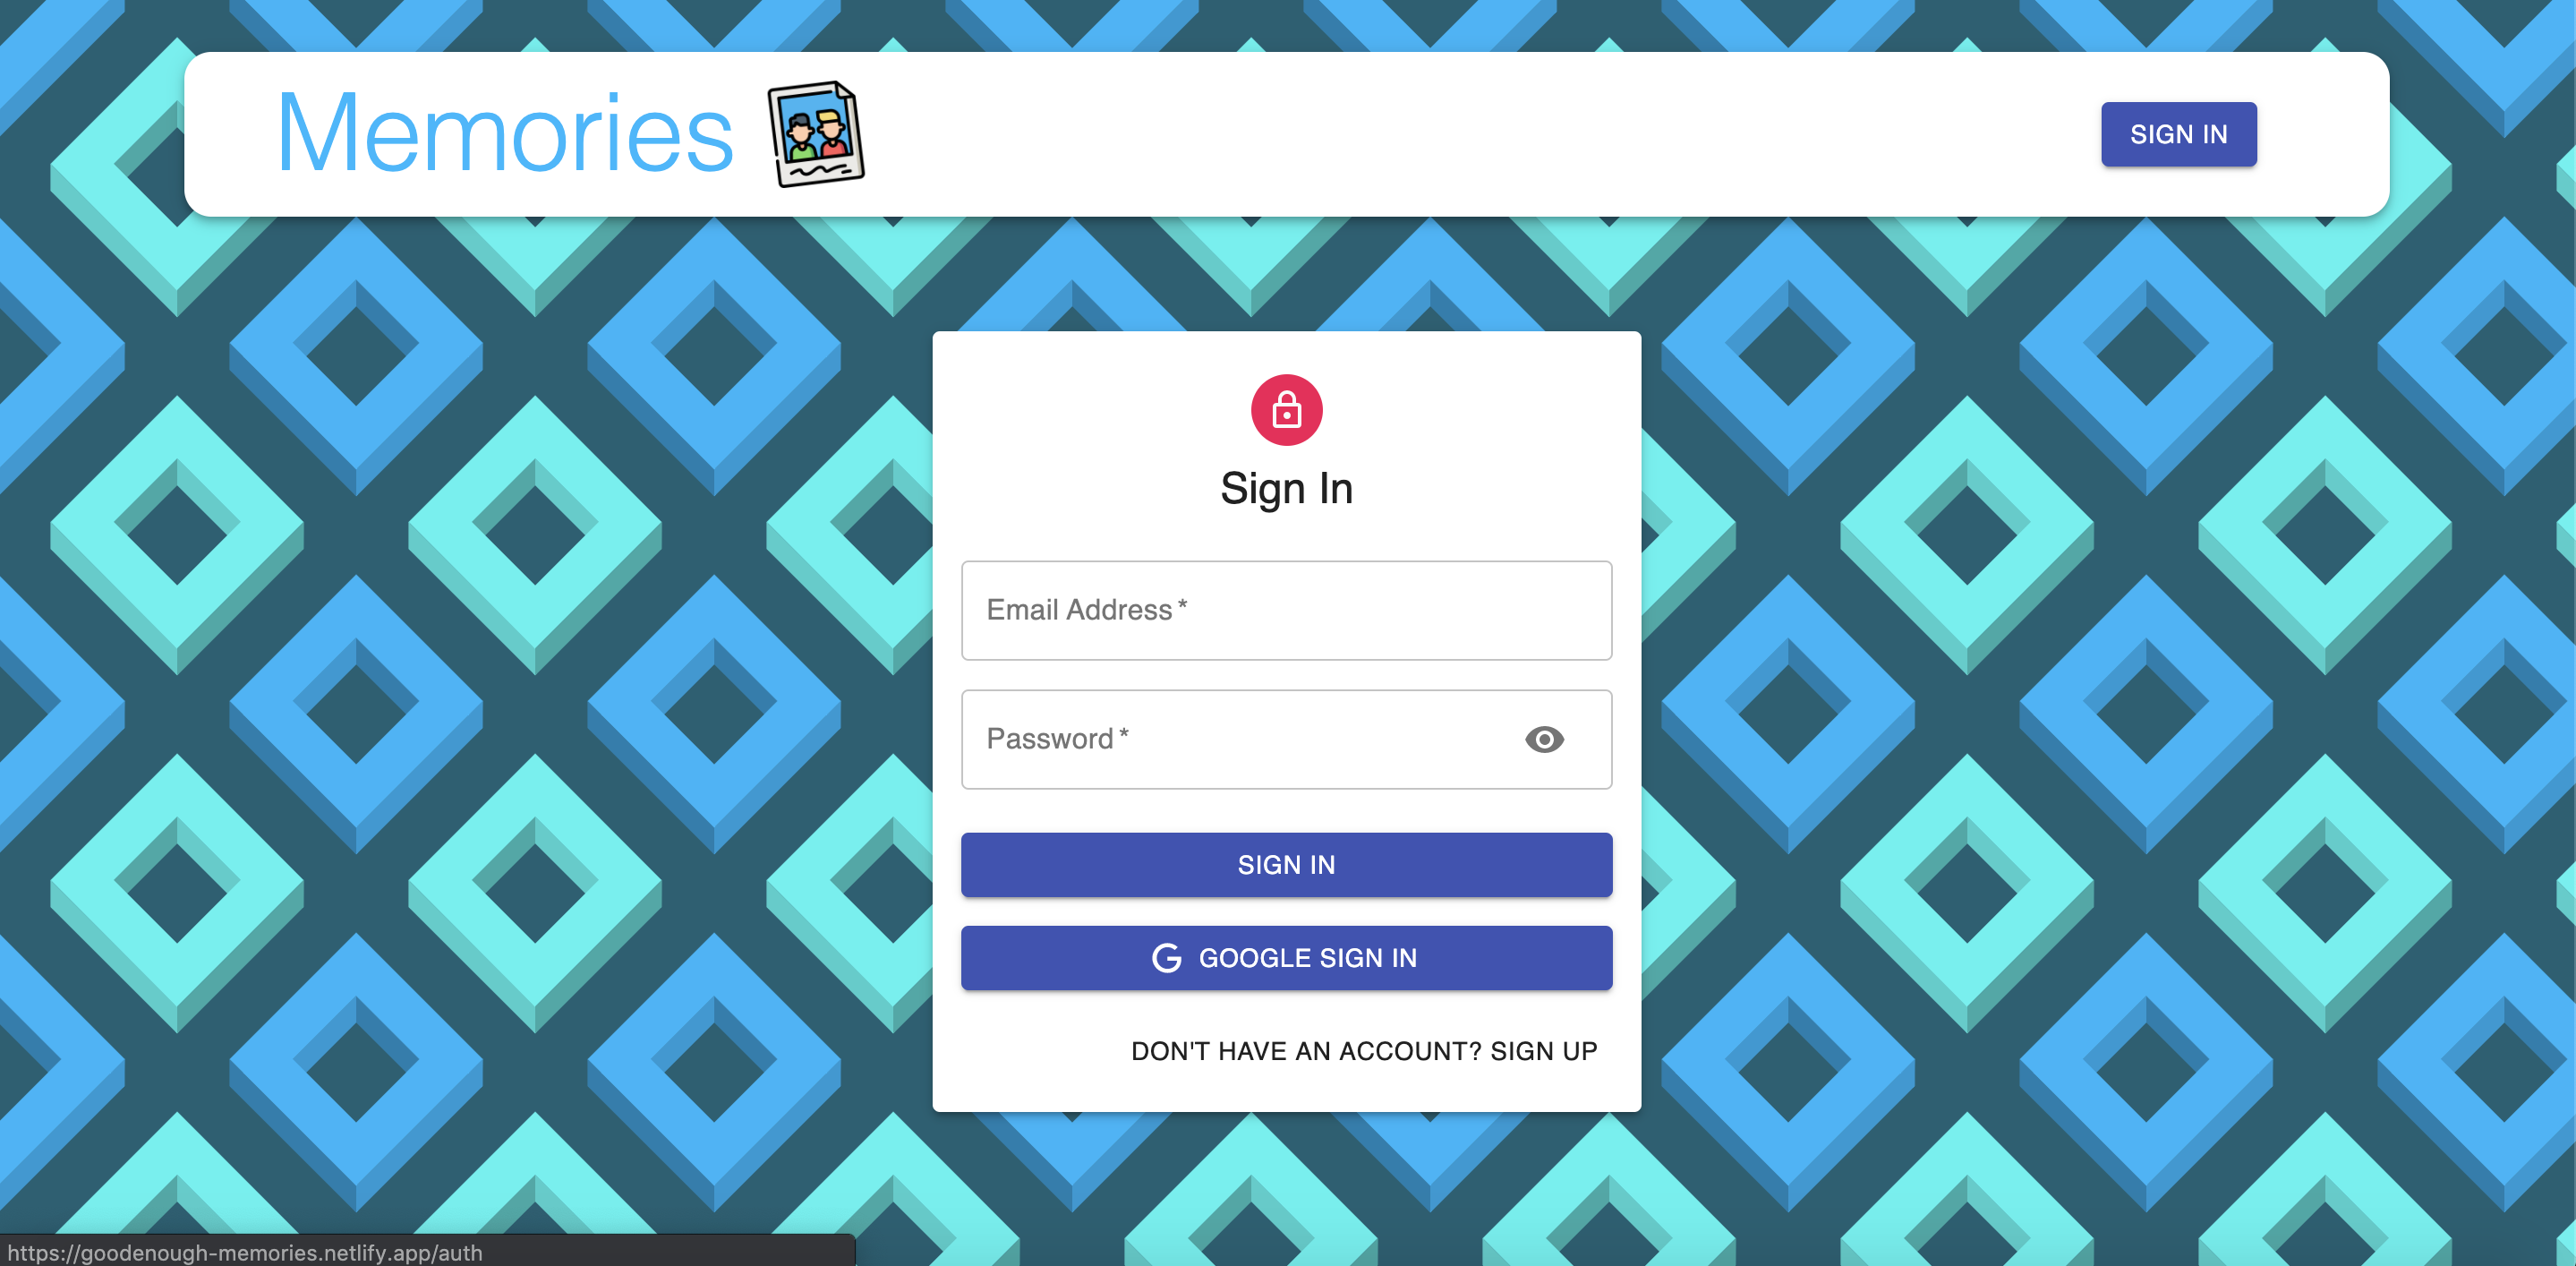 Memories
SIGN IN
Sign In
Email Address *
Password *
SIGN IN
GOOGLE SIGN IN
DON'T HAVE AN ACCOUNT? SIGN UP
https://goodenough-memories.netlify.app/auth